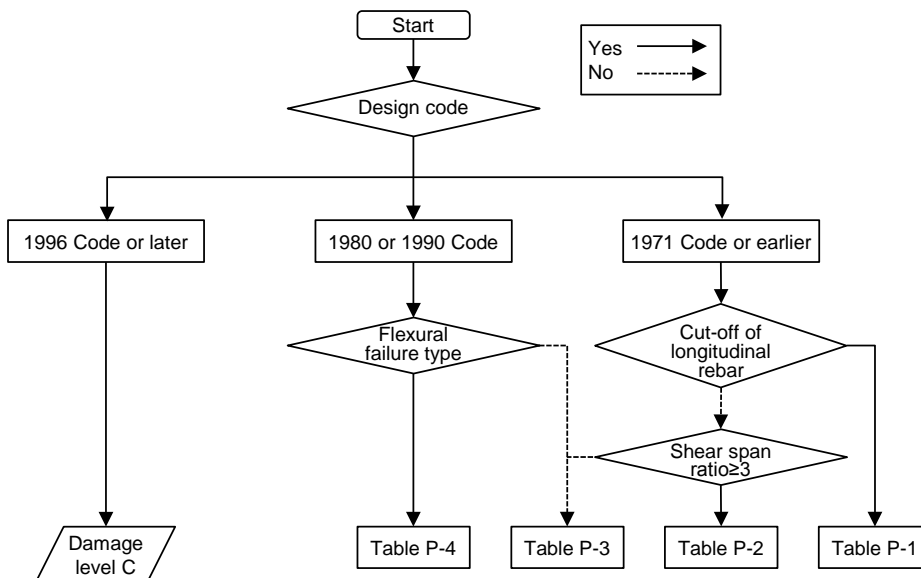 Start
Yes
No
Design code
1996 Code or later
1980 or 1990 Code
1971 Code or earlier
Flexural
failure type
Cut-off of
longitudinal
rebar
Shear span
ratio≥3
Damage
level C
Table P-4
Table P-3
Table P-2
Table P-1